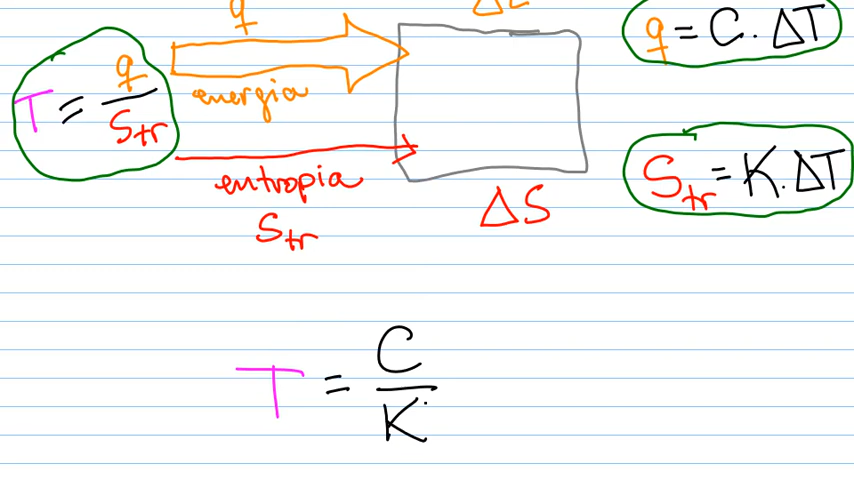 q
T = q / Str
energia
entropia
Str
ΔS
q = C . ΔT
Str = K . ΔT
T = C / K